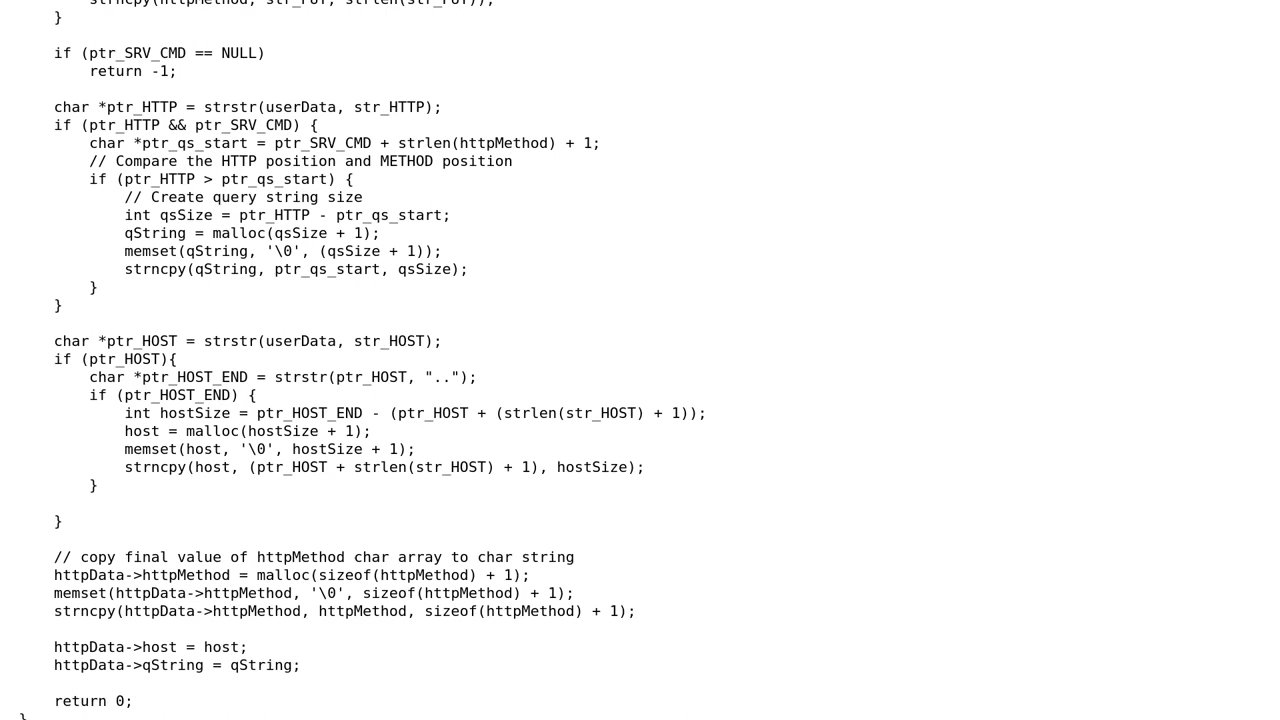 strncpy(httpMethod, str_PUT, strlen(str_PUT));
}
if (ptr_SRV_CMD == NULL)
return -1;
char *ptr_HTTP = strstr(userData, str_HTTP);
if (ptr_HTTP && ptr_SRV_CMD) {
char *ptr_qs_start = ptr_SRV_CMD + strlen(httpMethod) + 1;
// Compare the HTTP position and METHOD position
if (ptr_HTTP > ptr_qs_start) {
// Create query string size
int qsSize = ptr_HTTP - ptr_qs_start;
qString = malloc(qsSize + 1);
memset(qString, '\0', (qsSize + 1));
strncpy(qString, ptr_qs_start, qsSize);
}
}
char *ptr_HOST = strstr(userData, str_HOST);
if (ptr_HOST){
char *ptr_HOST_END = strstr(ptr_HOST, "..");
if (ptr_HOST_END) {
int hostSize = ptr_HOST_END - (ptr_HOST + (strlen(str_HOST) + 1));
host = malloc(hostSize + 1);
memset(host, '\0', hostSize + 1);
strncpy(host, (ptr_HOST + strlen(str_HOST) + 1), hostSize);
}
}
// copy final value of httpMethod char array to char string
httpData->httpMethod = malloc(sizeof(httpMethod) + 1);
memset(httpData->httpMethod, '\0', sizeof(httpMethod) + 1);
strncpy(httpData->httpMethod, httpMethod, sizeof(httpMethod) + 1);
httpData->host = host;
httpData->qString = qString;
return 0;
}